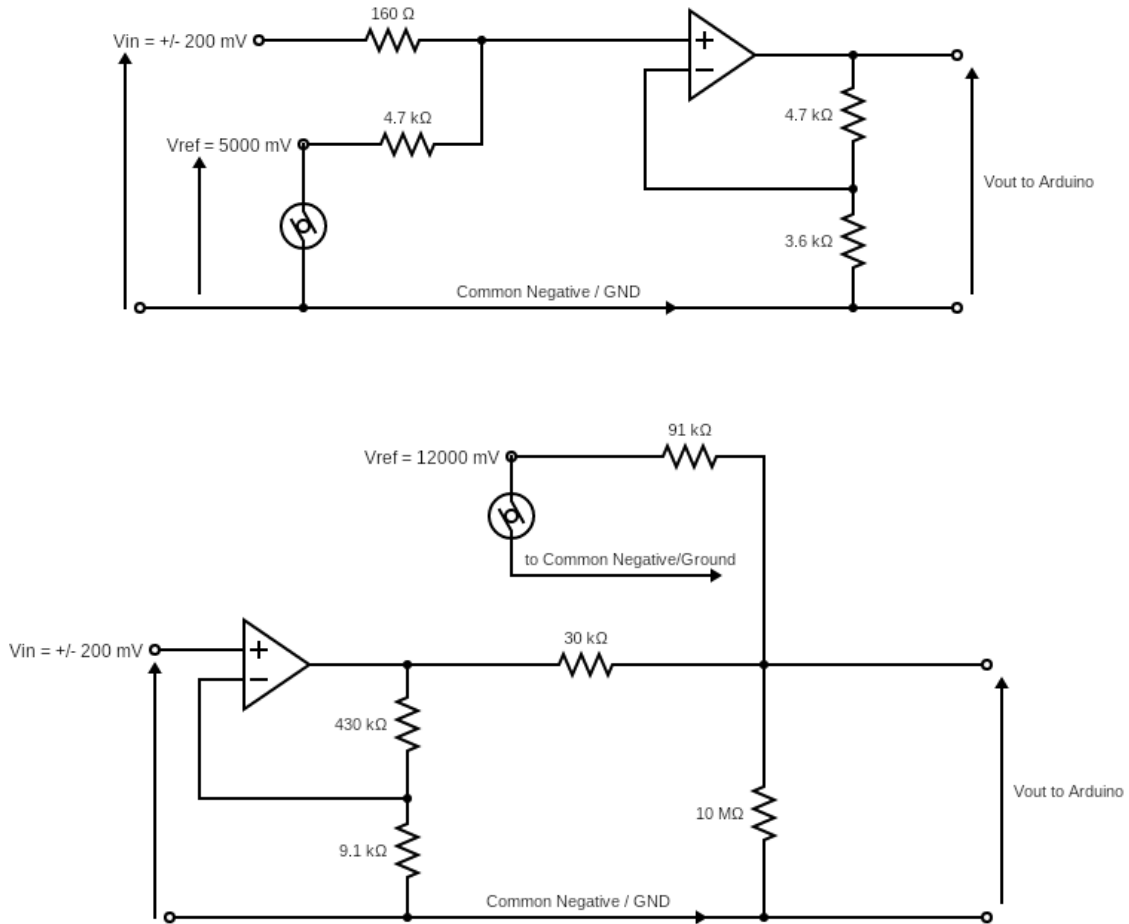 160 Ω
Vin = +/- 200 mV
4.7 kΩ
Vref = 5000 mV
4.7 kΩ
Vout to Arduino
3.6 kΩ
Common Negative / GND
91 kΩ
Vref = 12000 mV
to Common Negative/Ground
30 kΩ
Vin = +/- 200 mV
430 kΩ
Vout to Arduino
10 MΩ
9.1 kΩ
Common Negative / GND